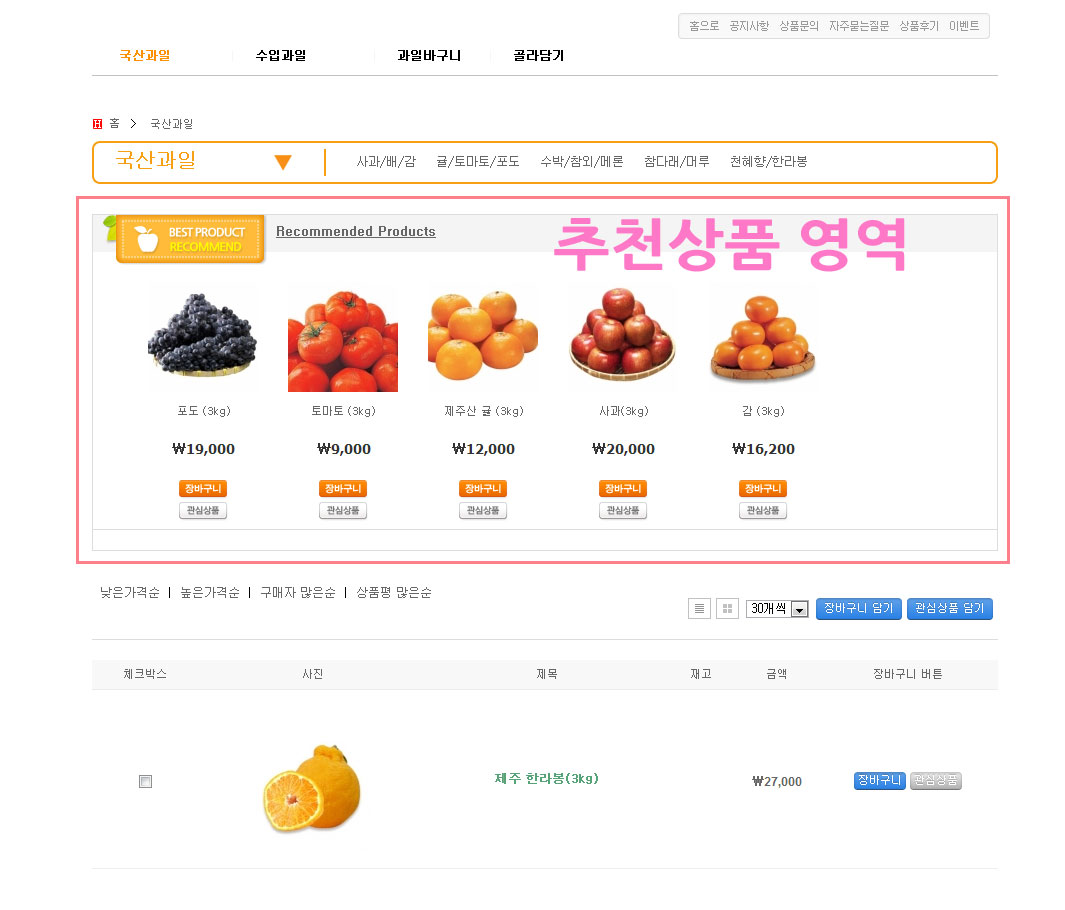 홈으로 공지사항 상품문의 자주묻는질문 상품후기 이벤트
국산과일 수입과일 과일바구니 골라담기
홈 > 국산과일
국산과일 ▼ 사과/배/감 귤/토마토/포도 수박/참외/메론 참다래/머루 천혜향/한라봉
BEST PRODUCT
RECOMMEND
Recommended Products
추천상품 영역
포도 (3kg) 토마토 (3kg) 제주산 귤 (3kg) 사과(3kg) 감 (3kg)
₩19,000 ₩9,000 ₩12,000 ₩20,000 ₩16,200
장바구니 장바구니 장바구니 장바구니 장바구니
관심상품 관심상품 관심상품 관심상품 관심상품
낮은가격순 | 높은가격순 | 구매자 많은순 | 상품평 많은순
30개씩 장바구니 담기 관심상품 담기
체크박스 사진 제목 재고 금액 장바구니 버튼
제주 한라봉(3kg) ₩27,000 장바구니 관심상품